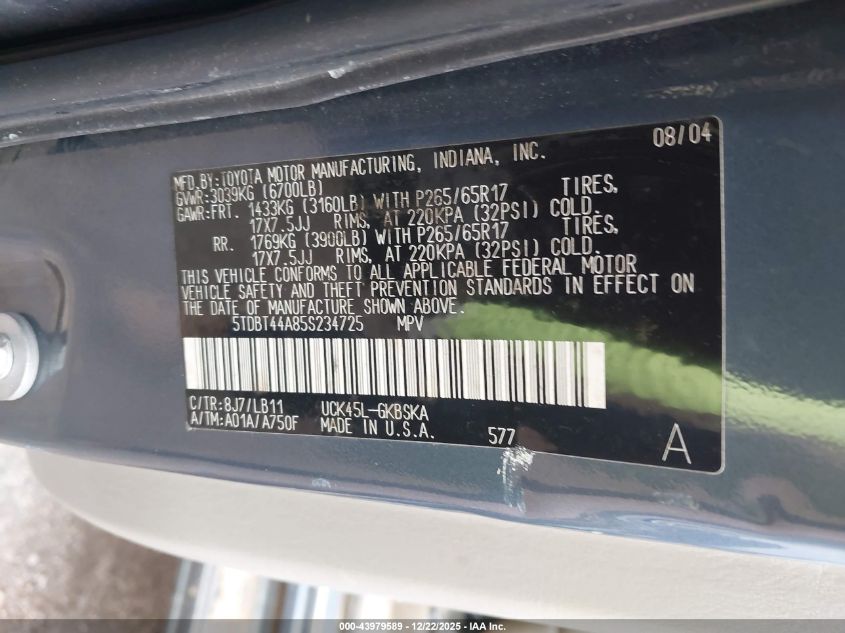 08/04
MFD.BY:TOYOTA MOTOR MANUFACTURING, INDIANA, INC.
GVWR:3039KG (6700LB)
GAWR:FRT. 1433KG (3160LB) WITH P265/65R17 TIRES,
17X7.5JJ RIMS, AT 220KPA (32PSI) COLD.
RR. 1769KG (3900LB) WITH P265/65R17 TIRES,
17X7.5JJ RIMS, AT 220KPA (32PSI) COLD.
THIS VEHICLE CONFORMS TO ALL APPLICABLE FEDERAL MOTOR
VEHICLE SAFETY AND THEFT PREVENTION STANDARDS IN EFFECT ON
THE DATE OF MANUFACTURE SHOWN ABOVE.
5TDBT44A85S234725 MPV
C/TR:8J7/LB11 UCK45L-GKBSKA
A/TM:A01A/A750F MADE IN U.S.A. 577 A
000-43979589 • 12/22/2025 • IAA Inc.